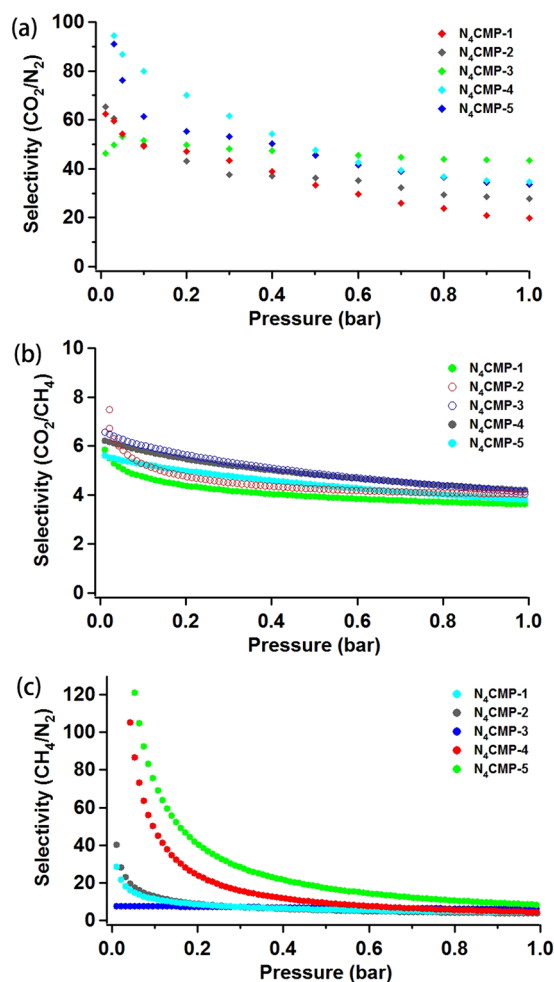 (a)
100
80
60
40
20
0
Selectivity (CO₂/N₂)
N₄CMP-1
N₄CMP-2
N₄CMP-3
N₄CMP-4
N₄CMP-5
0.0 0.2 0.4 0.6 0.8 1.0
Pressure (bar)
(b)
10
8
6
4
2
0
Selectivity (CO₂/CH₄)
N₄CMP-1
N₄CMP-2
N₄CMP-3
N₄CMP-4
N₄CMP-5
0.0 0.2 0.4 0.6 0.8 1.0
Pressure (bar)
(c)
120
100
80
60
40
20
0
Selectivity (CH₄/N₂)
N₄CMP-1
N₄CMP-2
N₄CMP-3
N₄CMP-4
N₄CMP-5
0.0 0.2 0.4 0.6 0.8 1.0
Pressure (bar)